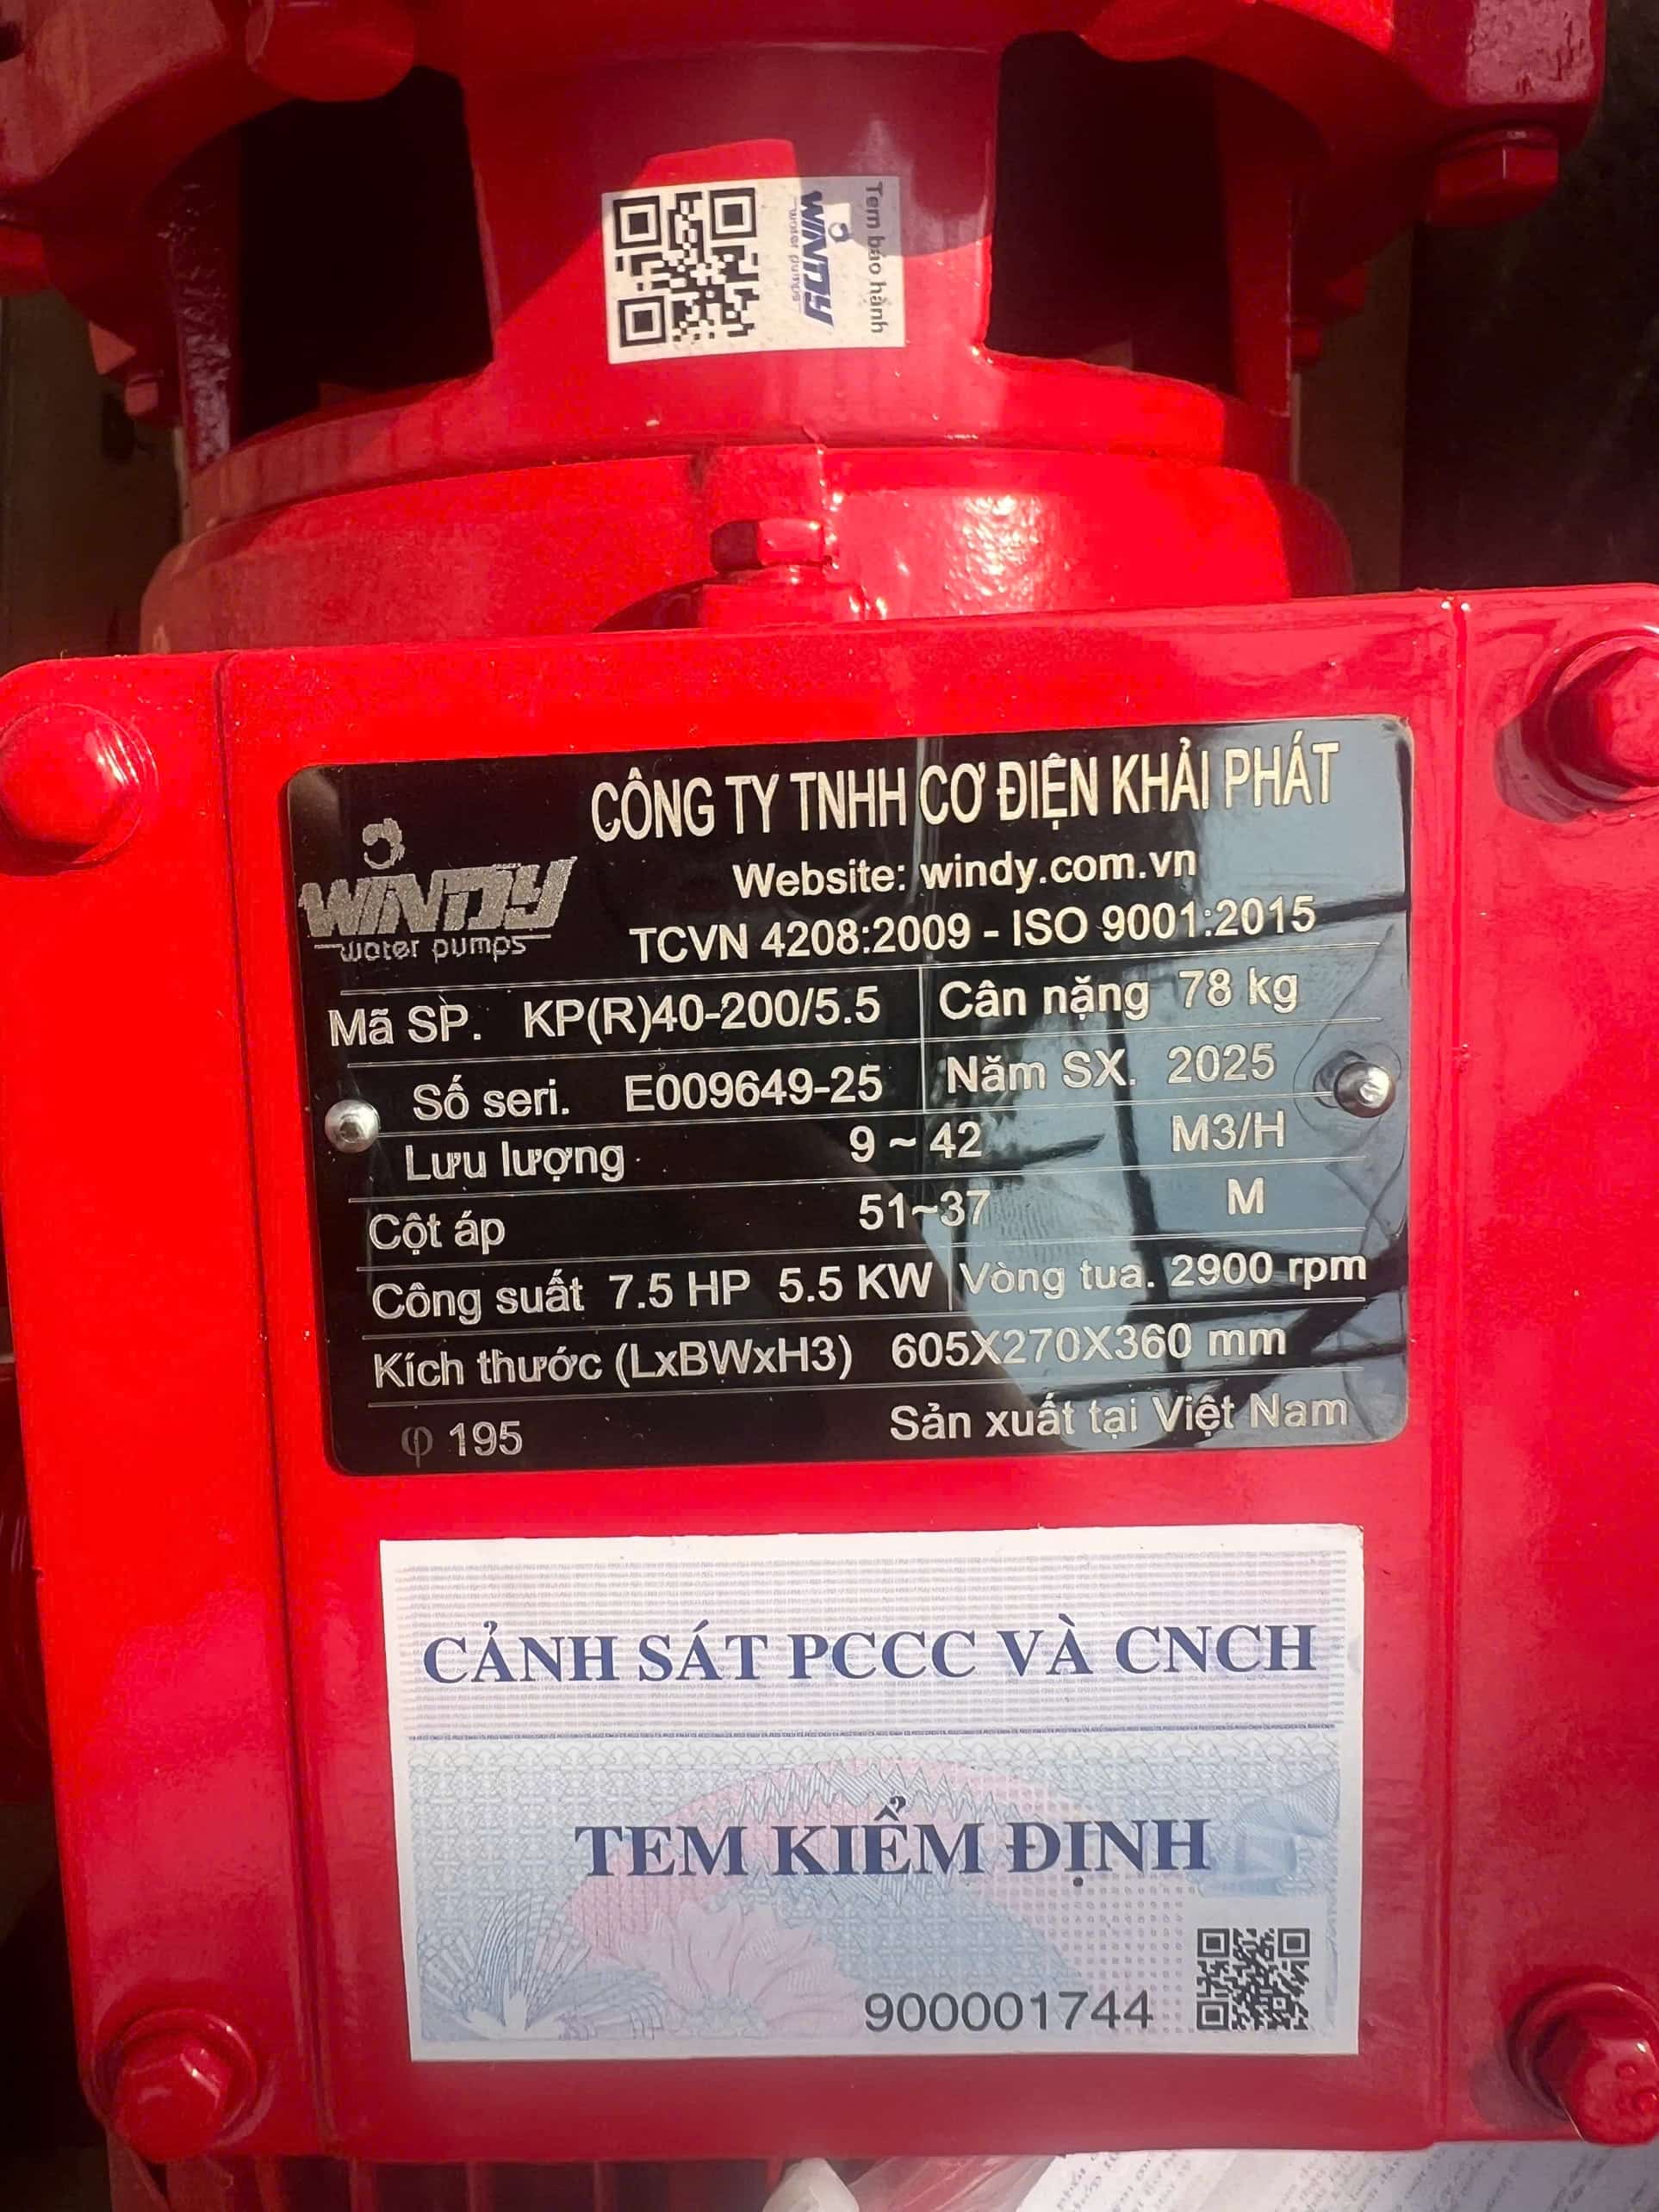 Tem bảo hành
WINDY
water pumps
CÔNG TY TNHH CƠ ĐIỆN KHẢI PHÁT
WINDY
water pumps
Website: windy.com.vn
TCVN 4208:2009 - ISO 9001:2015
Mã SP. KP(R)40-200/5.5 Cân nặng 78 kg
Số seri. E009649-25 Năm SX. 2025
Lưu lượng 9 ~ 42 M3/H
Cột áp 51~37 M
Công suất 7.5 HP 5.5 KW Vòng tua. 2900 rpm
Kích thước (LxBWxH3) 605X270X360 mm
φ 195 Sản xuất tại Việt Nam
CẢNH SÁT PCCC VÀ CNCH
TEM KIỂM ĐỊNH
900001744